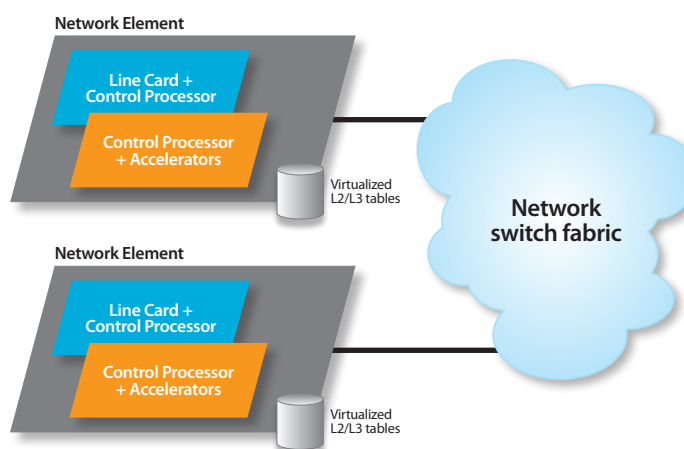 Network Element
Line Card +
Control Processor
Control Processor
+ Accelerators
Virtualized
L2/L3 tables
Network
switch fabric
Network Element
Line Card +
Control Processor
Control Processor
+ Accelerators
Virtualized
L2/L3 tables